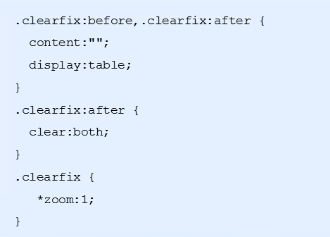 .clearfix:before,.clearfix:after {
  content:"";
  display:table;
}
.clearfix:after {
  clear:both;
}
.clearfix {
   *zoom:1;
}